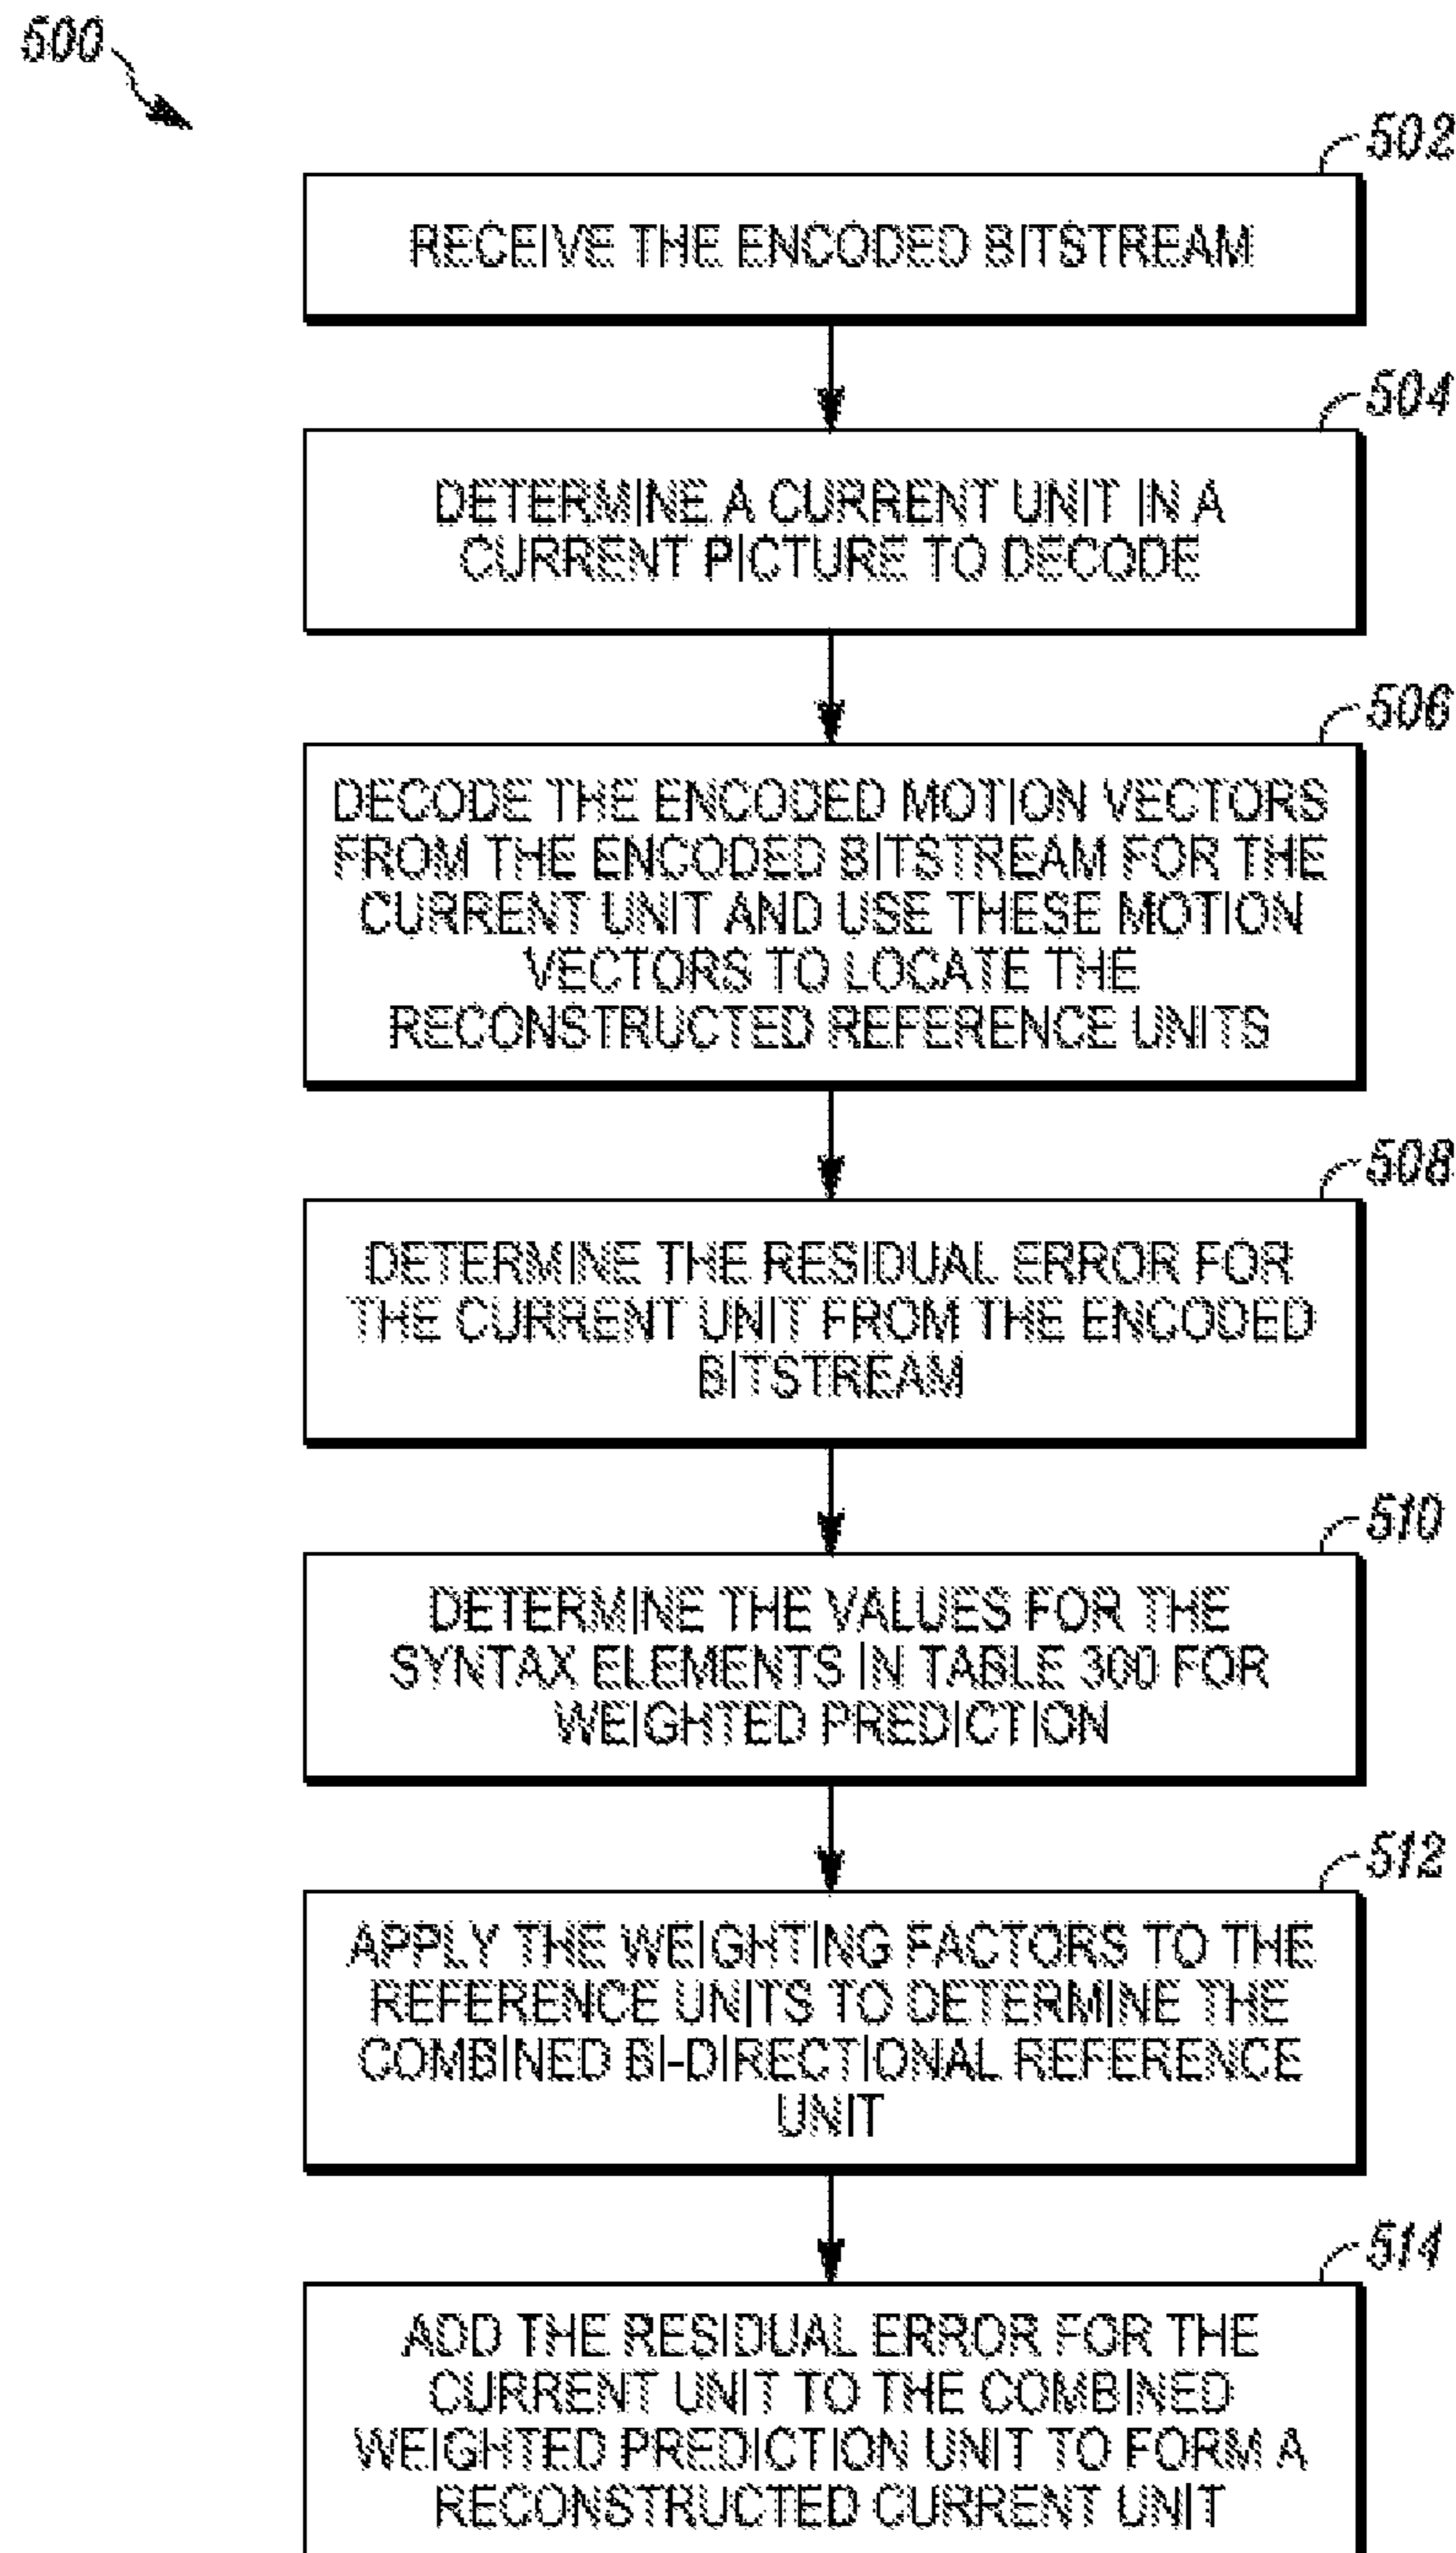 500
502
RECEIVE THE ENCODED BITSTREAM
504
DETERMINE A CURRENT UNIT IN A
CURRENT PICTURE TO DECODE
506
DECODE THE ENCODED MOTION VECTORS
FROM THE ENCODED BITSTREAM FOR THE
CURRENT UNIT AND USE THESE MOTION
VECTORS TO LOCATE THE
RECONSTRUCTED REFERENCE UNITS
508
DETERMINE THE RESIDUAL ERROR FOR
THE CURRENT UNIT FROM THE ENCODED
BITSTREAM
510
DETERMINE THE VALUES FOR THE
SYNTAX ELEMENTS IN TABLE 300 FOR
WEIGHTED PREDICTION
512
APPLY THE WEIGHTING FACTORS TO THE
REFERENCE UNITS TO DETERMINE THE
COMBINED BI-DIRECTIONAL REFERENCE
UNIT
514
ADD THE RESIDUAL ERROR FOR THE
CURRENT UNIT TO THE COMBINED
WEIGHTED PREDICTION UNIT TO FORM A
RECONSTRUCTED CURRENT UNIT